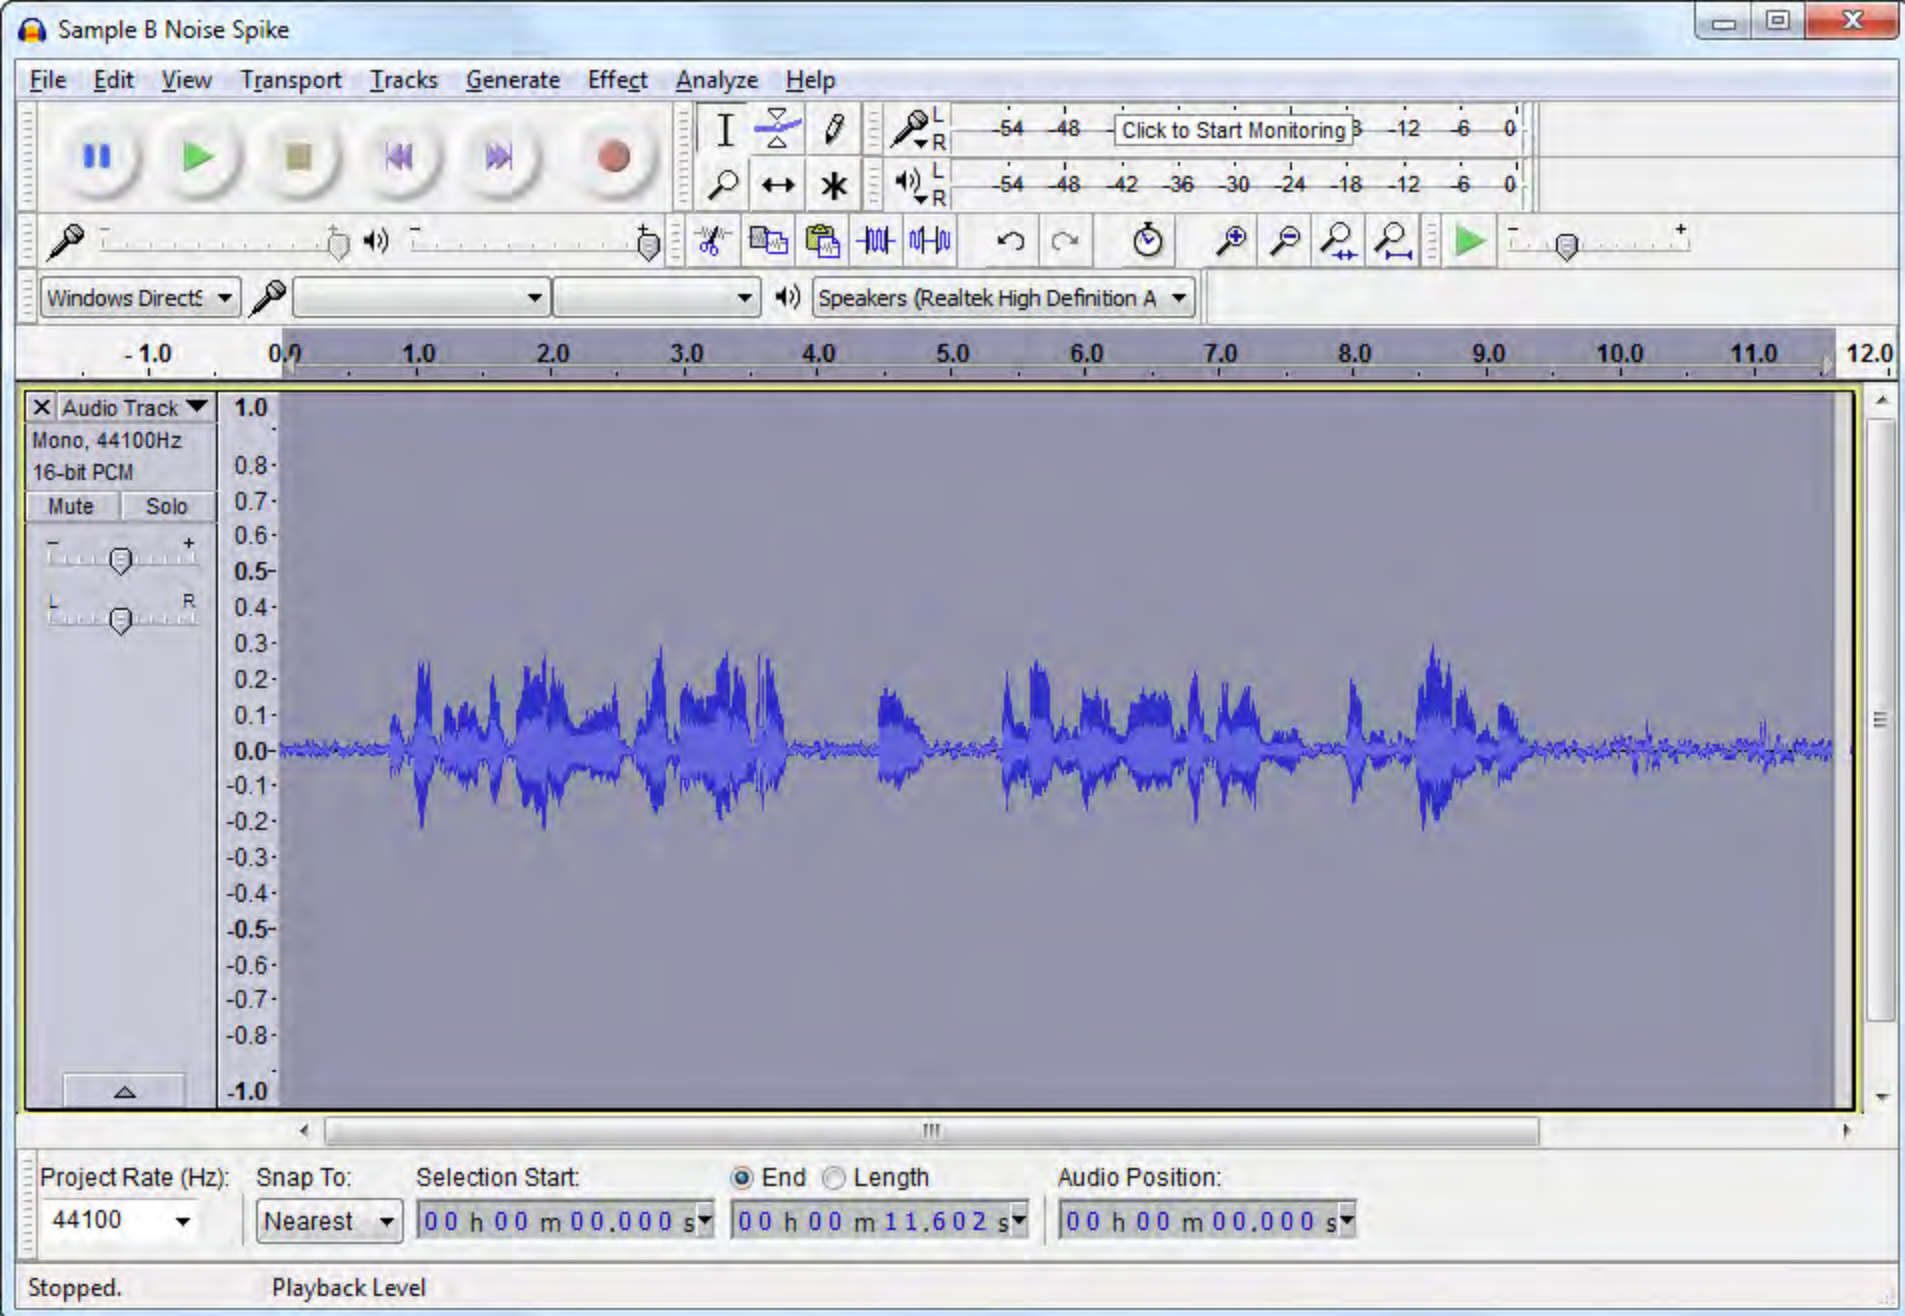 Sample B Noise Spike
File Edit View Transport Tracks Generate Effect Analyze Help
L
R
-54 -48 - Click to Start Monitoring 8 -12 -6 0
L
R
-54 -48 -42 -36 -30 -24 -18 -12 -6 0
- + - + - +
Windows DirectS Speakers (Realtek High Definition A
- 1.0 0.0 1.0 2.0 3.0 4.0 5.0 6.0 7.0 8.0 9.0 10.0 11.0 12.0
X Audio Track
Mono, 44100Hz
16-bit PCM
Mute Solo
- +
L R
1.0
0.8
0.7
0.6
0.5
0.4
0.3
0.2
0.1
0.0
-0.1
-0.2
-0.3
-0.4
-0.5
-0.6
-0.7
-0.8
-1.0
Project Rate (Hz): Snap To: Selection Start: End Length Audio Position:
44100 Nearest 00 h 00 m 00.000 s 00 h 00 m 11.602 s 00 h 00 m 00.000 s
Stopped. Playback Level